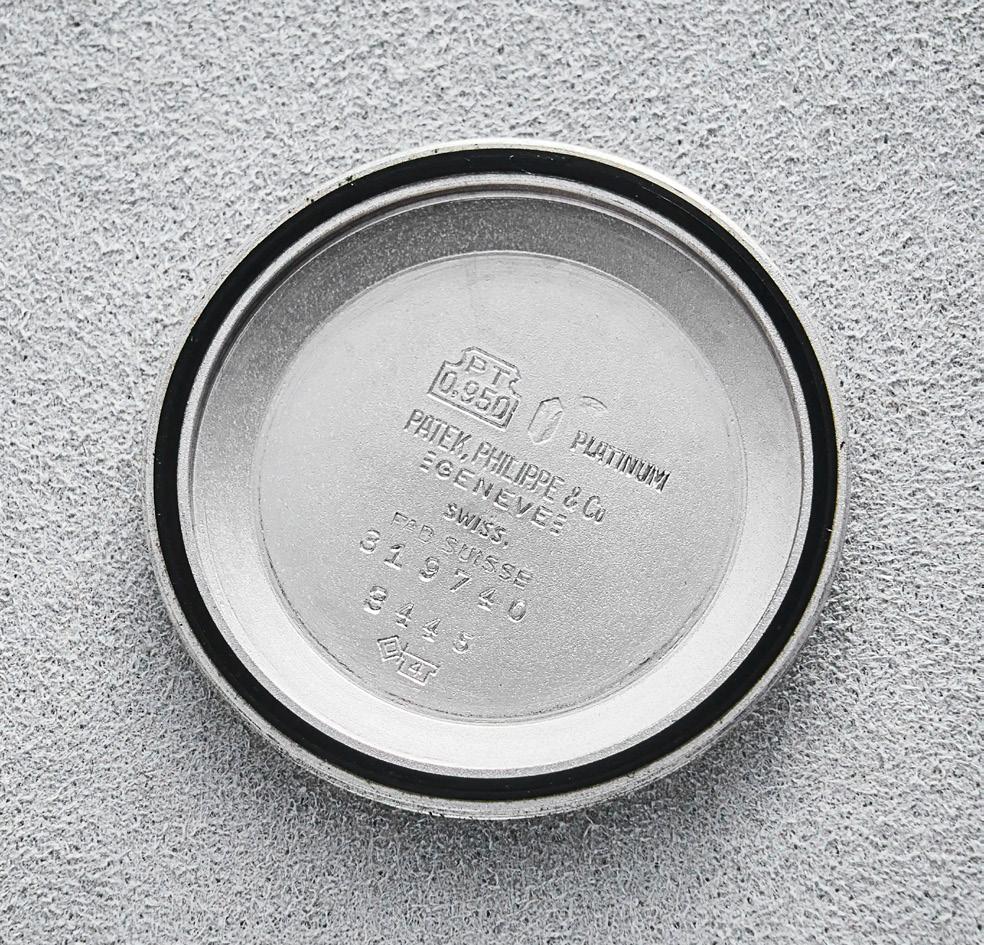 PT.
0.950
PLATINUM
PATEK, PHILIPPE & Co
GENEVE
SWISS.
FAB SUISSE
319740
3445